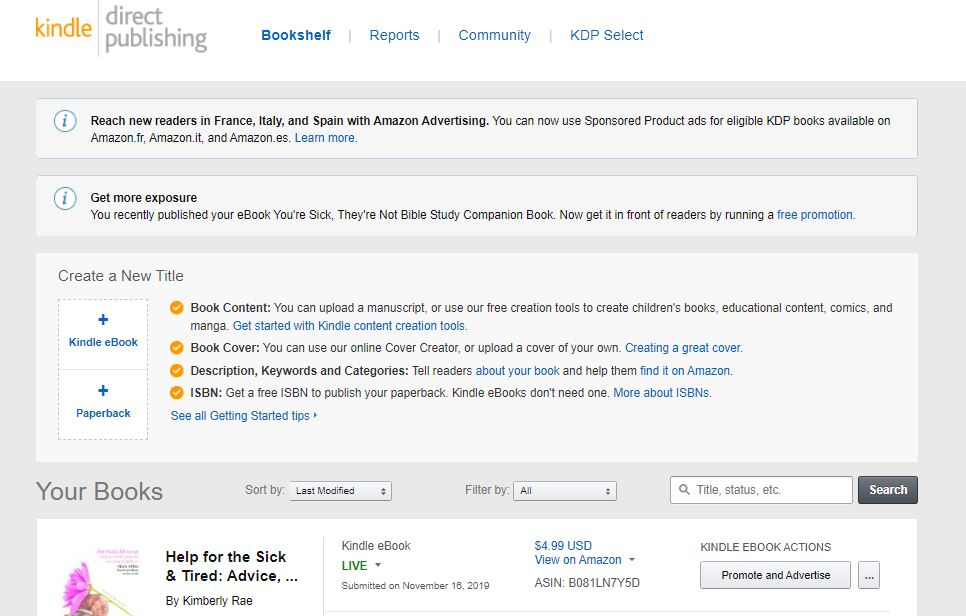 kindle direct publishing
Bookshelf | Reports | Community | KDP Select
Reach new readers in France, Italy, and Spain with Amazon Advertising. You can now use Sponsored Product ads for eligible KDP books available on
Amazon.fr, Amazon.it, and Amazon.es. Learn more.
Get more exposure
You recently published your eBook You're Sick, They're Not Bible Study Companion Book. Now get it in front of readers by running a free promotion.
Create a New Title
+
Kindle eBook
+
Paperback
Book Content: You can upload a manuscript, or use our free creation tools to create children's books, educational content, comics, and
manga. Get started with Kindle content creation tools.
Book Cover: You can use our online Cover Creator, or upload a cover of your own. Creating a great cover.
Description, Keywords and Categories: Tell readers about your book and help them find it on Amazon.
ISBN: Get a free ISBN to publish your paperback. Kindle eBooks don't need one. More about ISBNs.
See all Getting Started tips
Your Books
Sort by: Last Modified
Filter by: All
Title, status, etc.
Search
Help for the Sick
& Tired: Advice, ...
By Kimberly Rae
Kindle eBook
LIVE
Submitted on November 16, 2019
$4.99 USD
View on Amazon
ASIN: B081LN7Y5D
KINDLE EBOOK ACTIONS
Promote and Advertise
...